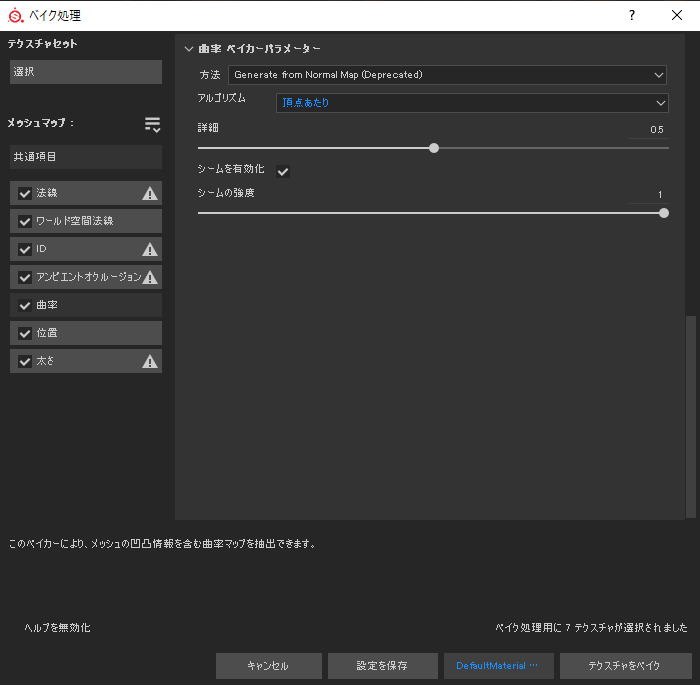 ベイク処理
?
テクスチャセット
選択
メッシュマップ：
共通項目
法線
ワールド空間法線
ID
アンビエントオクルージョン
曲率
位置
太さ
曲率 ベイカーパラメーター
方法 Generate from Normal Map (Deprecated)
アルゴリズム 頂点あたり
詳細
0.5
シームを有効化
シームの強度
1
このベイカーにより、メッシュの凹凸情報を含む曲率マップを抽出できます。
ヘルプを無効化
ベイク処理用に 7 テクスチャが選択されました
キャンセル
設定を保存
DefaultMaterial ...
テクスチャをベイク